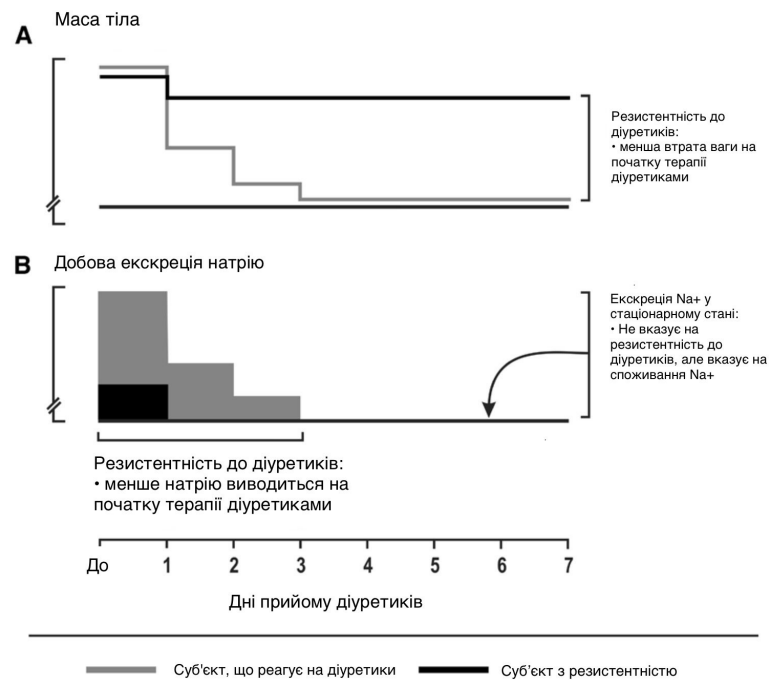 Маса тіла
A
Резистентність до
діуретиків:
• менша втрата ваги на
початку терапії
діуретиками
B
Добова екскреція натрію
Екскреція Na+ у
стаціонарному стані:
• Не вказує на
резистентність до
діуретиків, але вказує на
споживання Na+
Резистентність до діуретиків:
• менше натрію виводиться на
початку терапії діуретиками
До 1 2 3 4 5 6 7
Дні прийому діуретиків
Суб'єкт, що реагує на діуретики
Суб’єкт з резистентністю